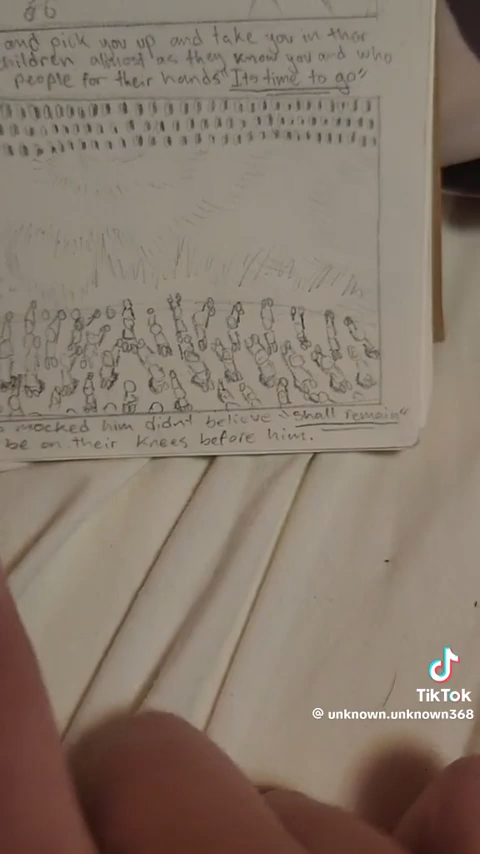 and pick you up and take you in their
children almost as they know you and who
people for their hands "Its time to go"
mocked him didn't believe "shall remain"
be on their knees before him.
TikTok
@ unknown.unknown368